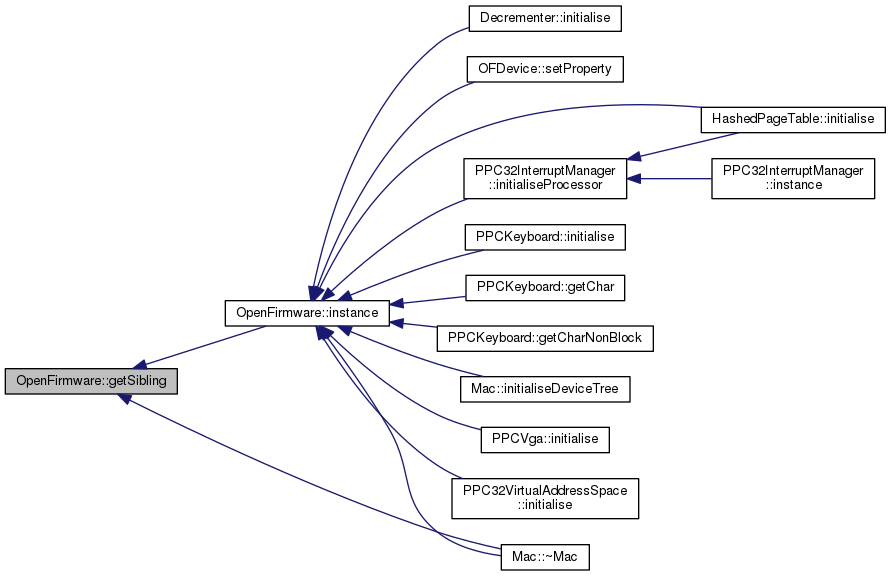 Decrementer::initialise
OFDevice::setProperty
HashedPageTable::initialise
PPC32InterruptManager
::initialiseProcessor
PPC32InterruptManager
::instance
PPCKeyboard::initialise
PPCKeyboard::getChar
OpenFirmware::instance
PPCKeyboard::getCharNonBlock
OpenFirmware::getSibling
Mac::initialiseDeviceTree
PPCVga::initialise
PPC32VirtualAddressSpace
::initialise
Mac::~Mac